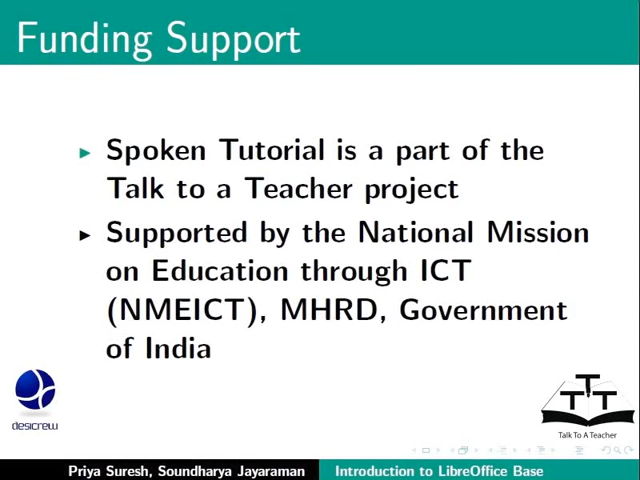 Funding Support
Spoken Tutorial is a part of the
Talk to a Teacher project
Supported by the National Mission
on Education through ICT
(NMEICT), MHRD, Government
of India
desicrew
T
T T
Talk To A Teacher
Priya Suresh, Soundharya Jayaraman Introduction to LibreOffice Base